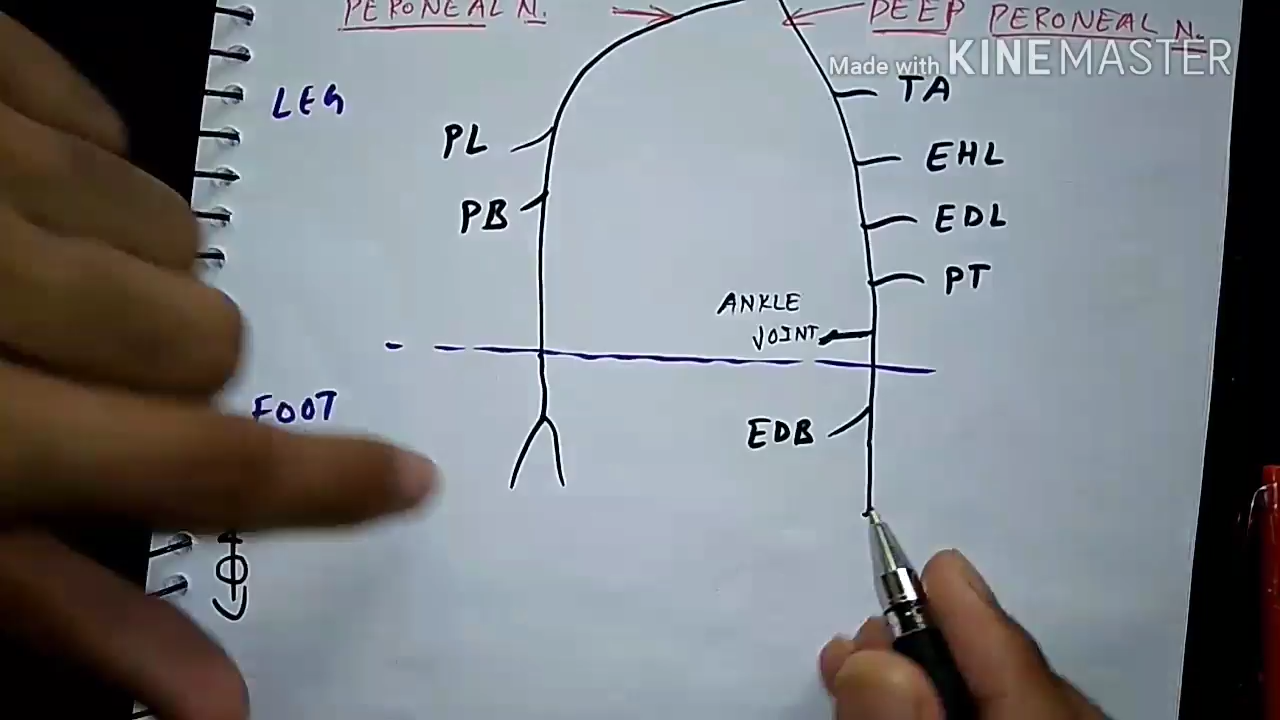 PERONEAL N.
DEEP PERONEAL N.
Made with KINEMASTER
LEG
TA
PL
EHL
PB
EDL
PT
ANKLE
JOINT
FOOT
EDB